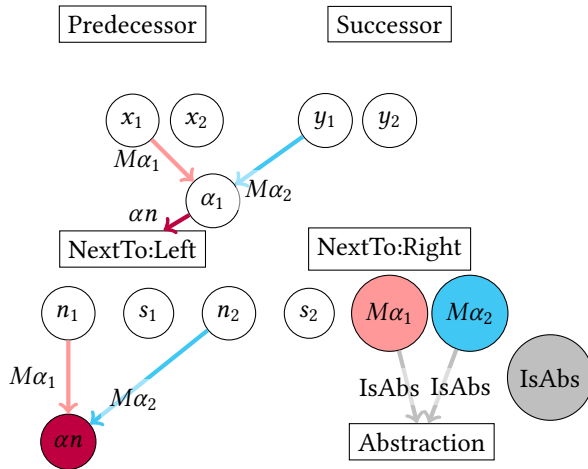 Predecessor Successor
x₁ x₂ y₁ y₂
Mα₁ Mα₂
α₁
αn
NextTo:Left NextTo:Right
n₁ s₁ n₂ s₂ Mα₁ Mα₂
Mα₁ Mα₂ IsAbs IsAbs IsAbs
αn Abstraction